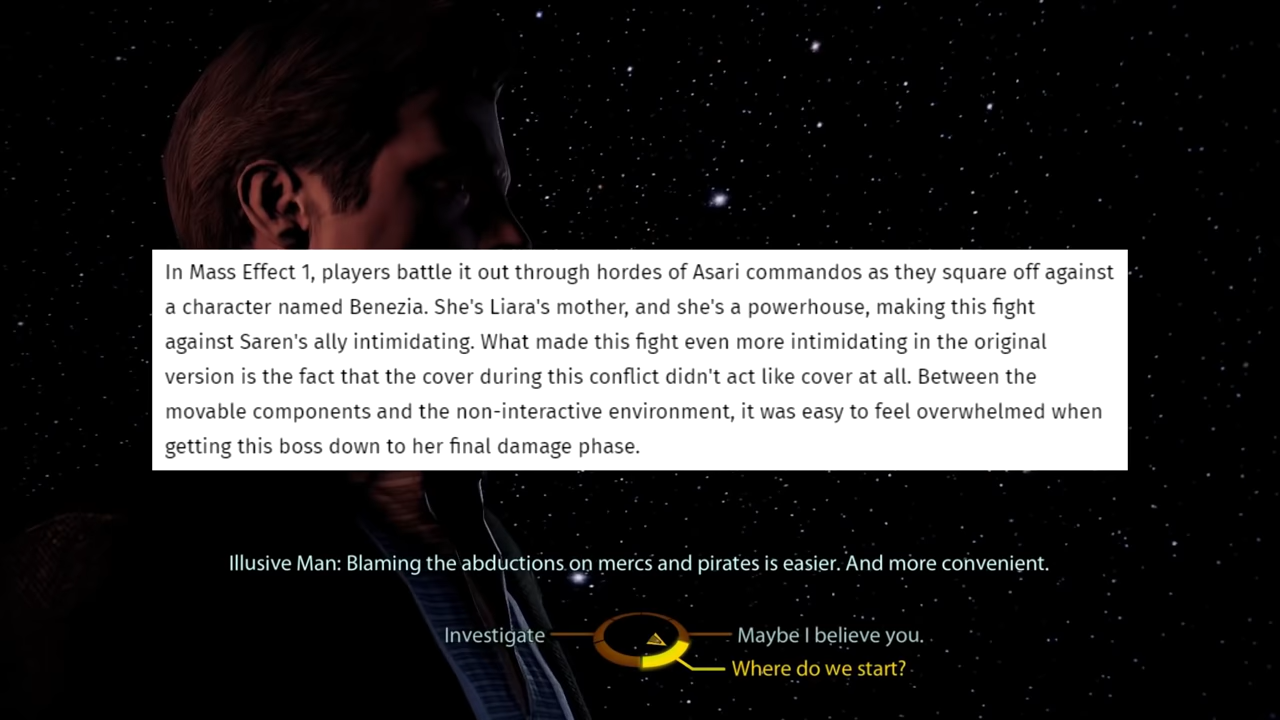 In Mass Effect 1, players battle it out through hordes of Asari commandos as they square off against
a character named Benezia. She's Liara's mother, and she's a powerhouse, making this fight
against Saren's ally intimidating. What made this fight even more intimidating in the original
version is the fact that the cover during this conflict didn't act like cover at all. Between the
movable components and the non-interactive environment, it was easy to feel overwhelmed when
getting this boss down to her final damage phase.
Illusive Man: Blaming the abductions on mercs and pirates is easier. And more convenient.
Investigate
Maybe I believe you.
Where do we start?